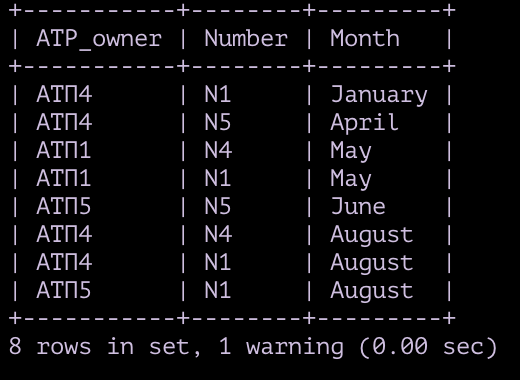 +-----------+--------+---------+
| ATP_owner | Number | Month   |
+-----------+--------+---------+
| АТП4      | N1     | January |
| АТП4      | N5     | April   |
| АТП1      | N4     | May     |
| АТП1      | N1     | May     |
| АТП5      | N5     | June    |
| АТП4      | N4     | August  |
| АТП4      | N1     | August  |
| АТП5      | N1     | August  |
+-----------+--------+---------+
8 rows in set, 1 warning (0.00 sec)